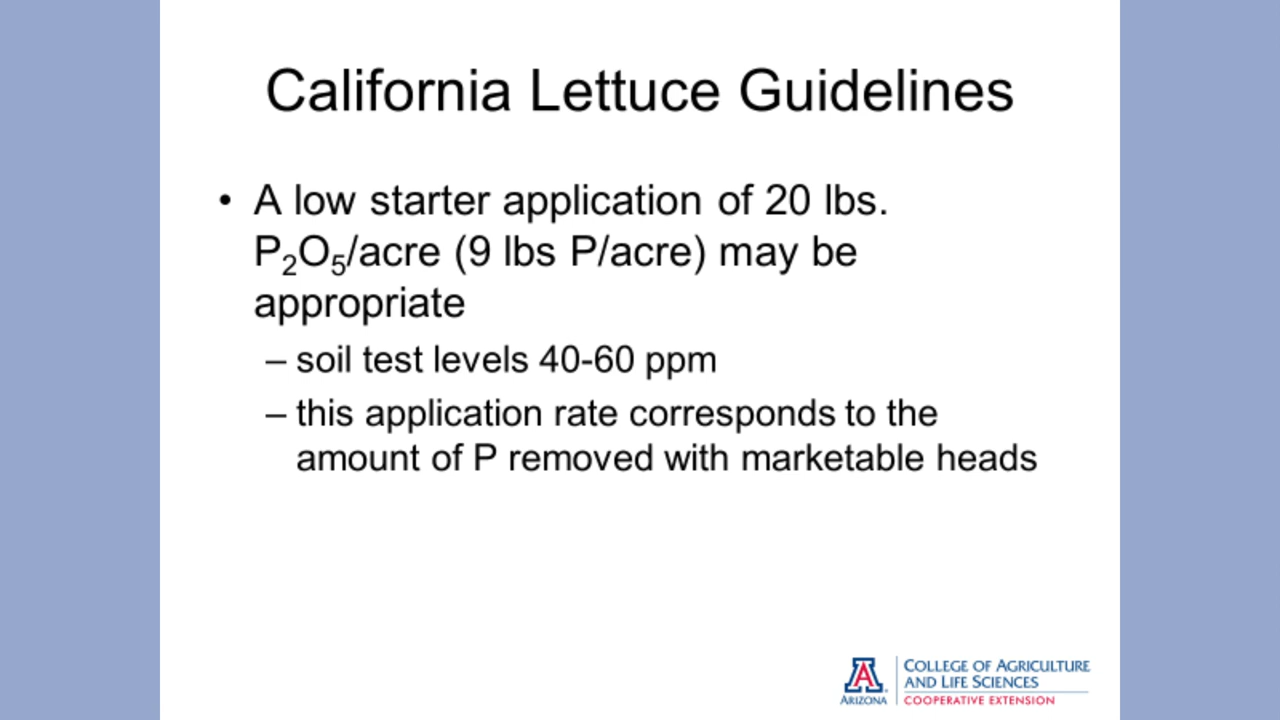 California Lettuce Guidelines
• A low starter application of 20 lbs.
P₂O₅/acre (9 lbs P/acre) may be
appropriate
– soil test levels 40-60 ppm
– this application rate corresponds to the
amount of P removed with marketable heads
A
ARIZONA
COLLEGE OF AGRICULTURE
AND LIFE SCIENCES
COOPERATIVE EXTENSION